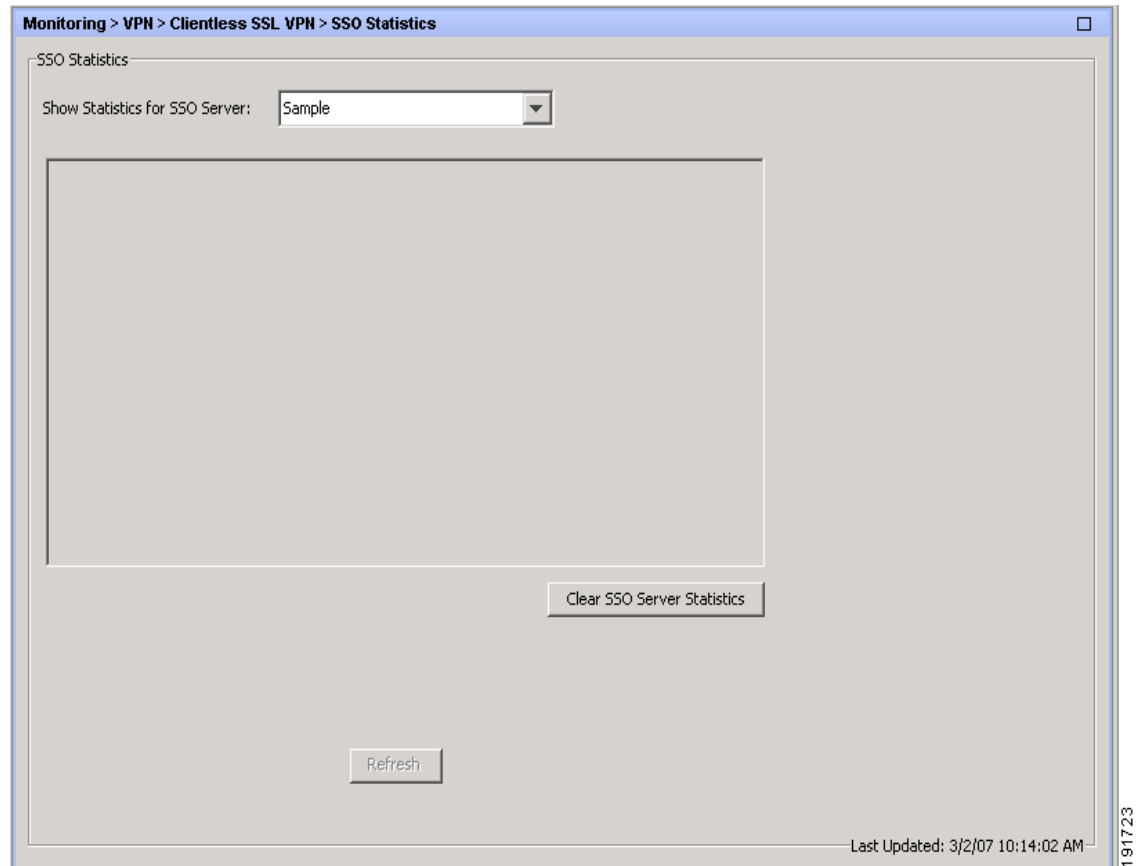 Monitoring > VPN > Clientless SSL VPN > SSO Statistics
SSO Statistics
Show Statistics for SSO Server:
Sample
Clear SSO Server Statistics
Refresh
Last Updated: 3/2/07 10:14:02 AM
191723